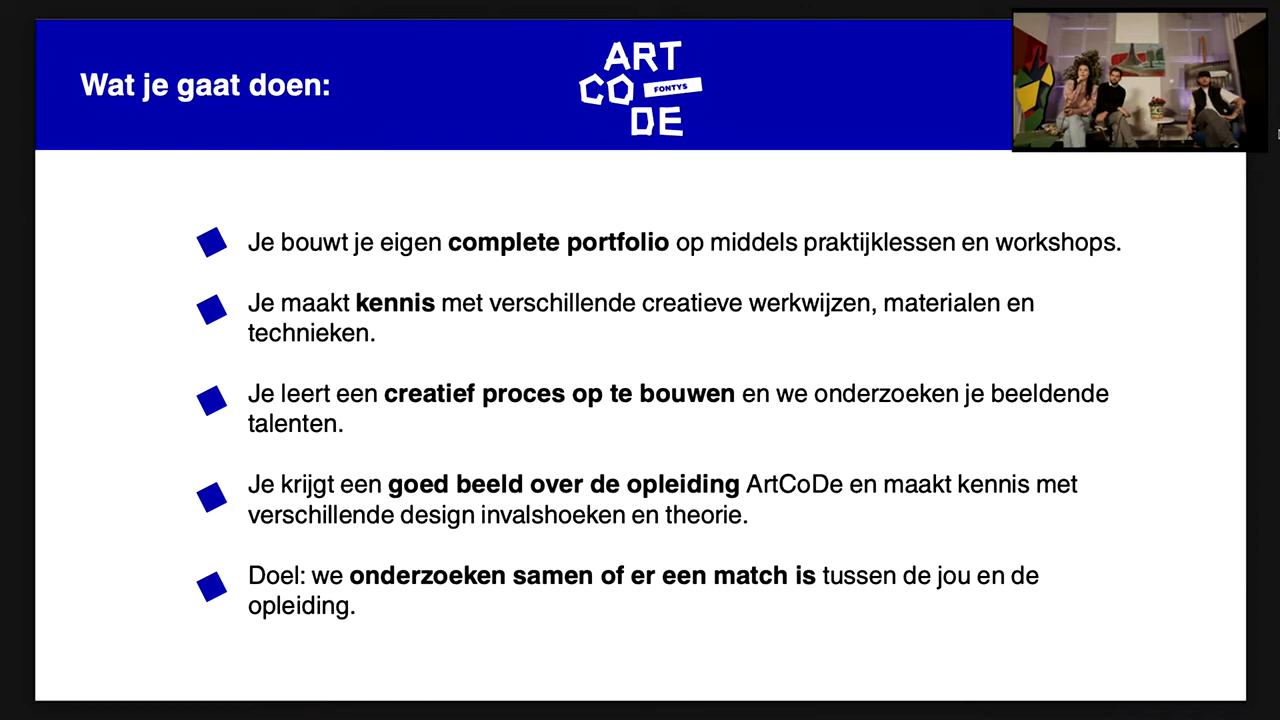 Wat je gaat doen:
ART
CO
FONTYS
DE
Je bouwt je eigen complete portfolio op middels praktijklessen en workshops.
Je maakt kennis met verschillende creatieve werkwijzen, materialen en
technieken.
Je leert een creatief proces op te bouwen en we onderzoeken je beeldende
talenten.
Je krijgt een goed beeld over de opleiding ArtCoDe en maakt kennis met
verschillende design invalshoeken en theorie.
Doel: we onderzoeken samen of er een match is tussen de jou en de
opleiding.